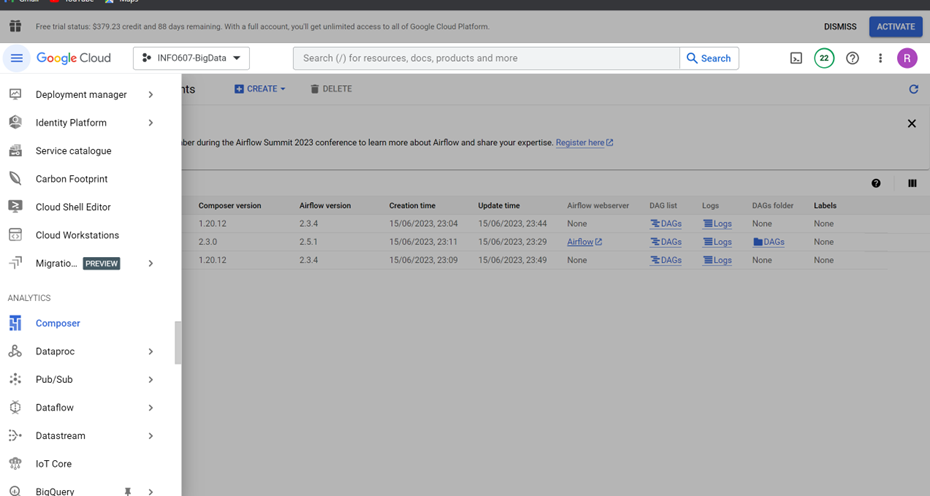 Gmail YouTube Maps
Free trial status: $379.23 credit and 88 days remaining. With a full account, you'll get unlimited access to all of Google Cloud Platform. DISMISS ACTIVATE
Google Cloud INFO607-BigData Search (/) for resources, docs, products and more Search 22 R
Deployment manager
nts CREATE DELETE
Identity Platform
ber during the Airflow Summit 2023 conference to learn more about Airflow and share your expertise. Register here
Service catalogue
Carbon Footprint
Cloud Shell Editor
Cloud Workstations
Migratio... PREVIEW
Composer version Airflow version Creation time Update time Airflow webserver DAG list Logs DAGs folder Labels
1.20.12 2.3.4 15/06/2023, 23:04 15/06/2023, 23:44 None DAGs Logs None None
2.3.0 2.5.1 15/06/2023, 23:11 15/06/2023, 23:29 Airflow DAGs Logs DAGs None
1.20.12 2.3.4 15/06/2023, 23:09 15/06/2023, 23:49 None DAGs Logs None None
ANALYTICS
Composer
Dataproc
Pub/Sub
Dataflow
Datastream
IoT Core
BigQuery